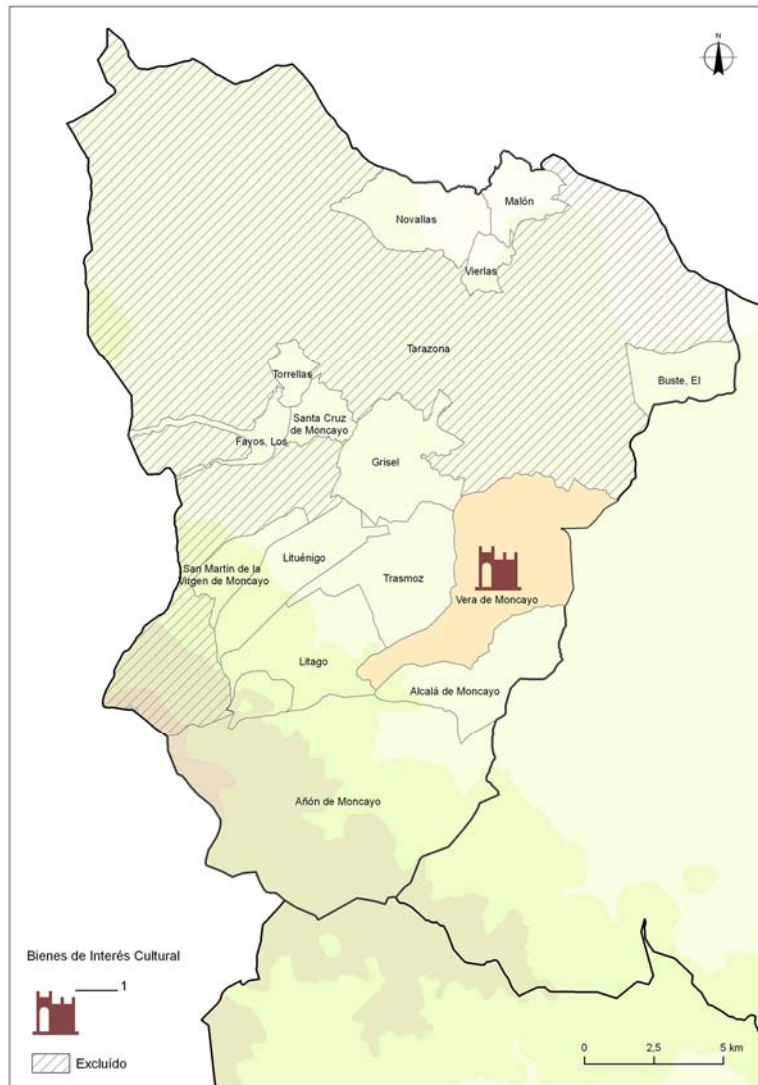 N
Malón
Novallas
Vierlas
Tarazona
Buste, El
Torrellas
Santa Cruz
de Moncayo
Fayos, Los
Grisel
San Martín de la
Virgen de Moncayo
Lituénigo
Trasmoz
Vera de Moncayo
Litago
Alcalá de Moncayo
Añón de Moncayo
Bienes de Interés Cultural
1
Excluído
0 2,5 5 km